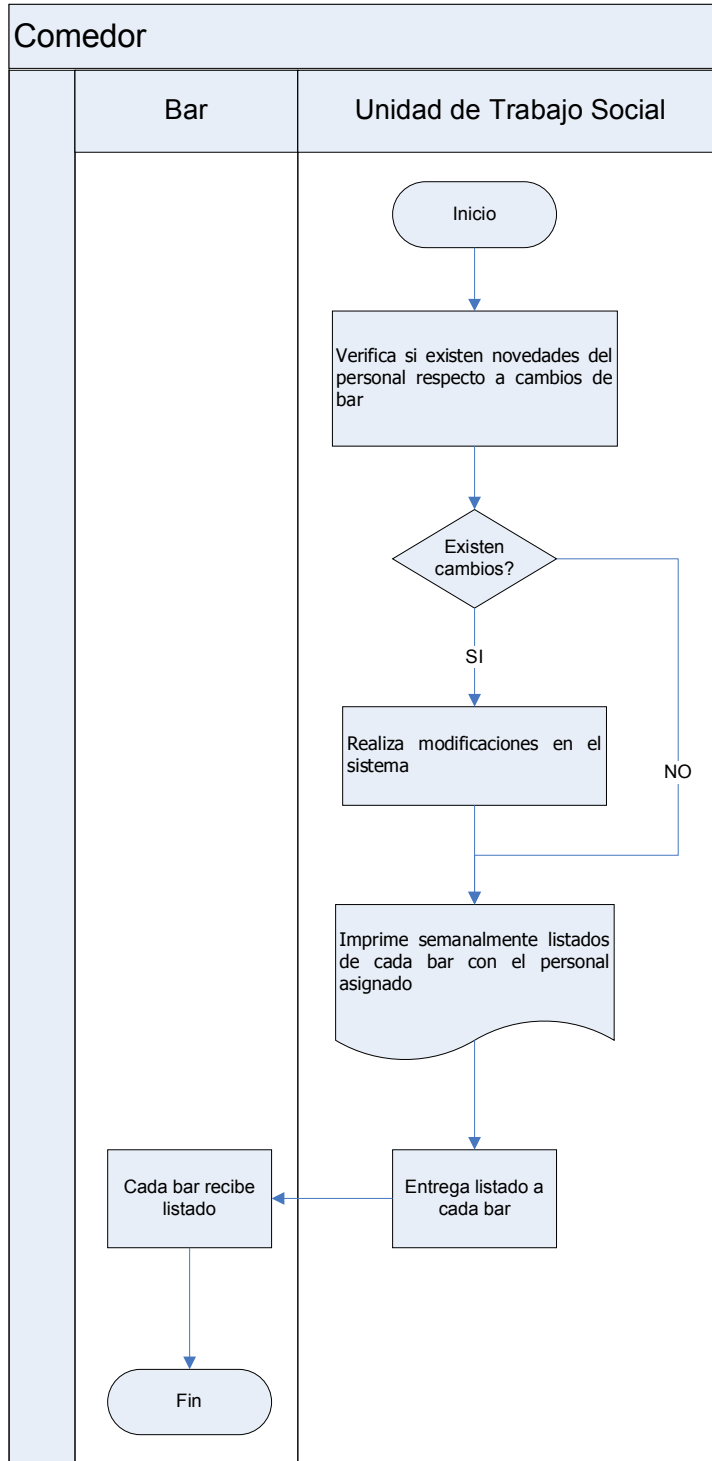 Comedor
Bar
Unidad de Trabajo Social
Inicio
Verifica si existen novedades del
personal respecto a cambios de
bar
Existen
cambios?
SI
Realiza modificaciones en el
sistema
NO
Imprime semanalmente listados
de cada bar con el personal
asignado
Cada bar recibe
listado
Entrega listado a
cada bar
Fin